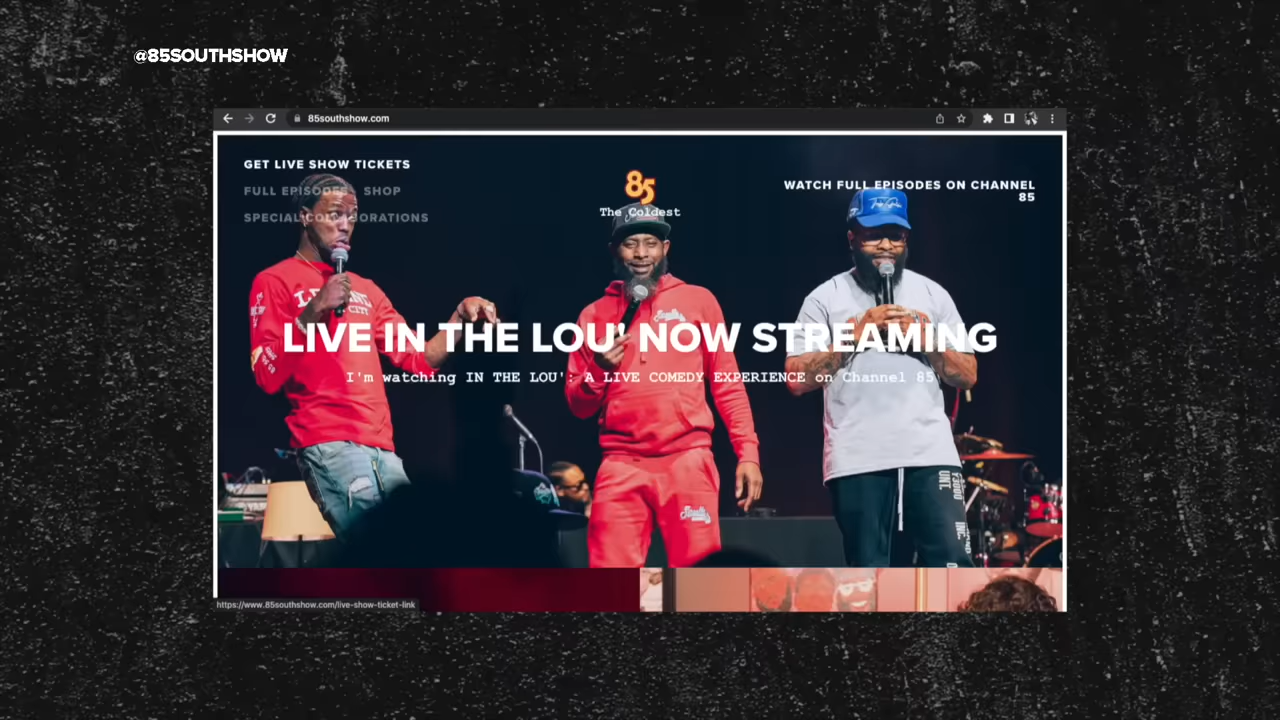 @85SOUTHSHOW
85southshow.com
GET LIVE SHOW TICKETS
FULL EPISODES SHOP
SPECIAL COLLABORATIONS
85
The Coldest
WATCH FULL EPISODES ON CHANNEL
85
LIVE IN THE LOU' NOW STREAMING
I'm watching IN THE LOU': A LIVE COMEDY EXPERIENCE on Channel 85
https://www.85southshow.com/live-show-ticket-link